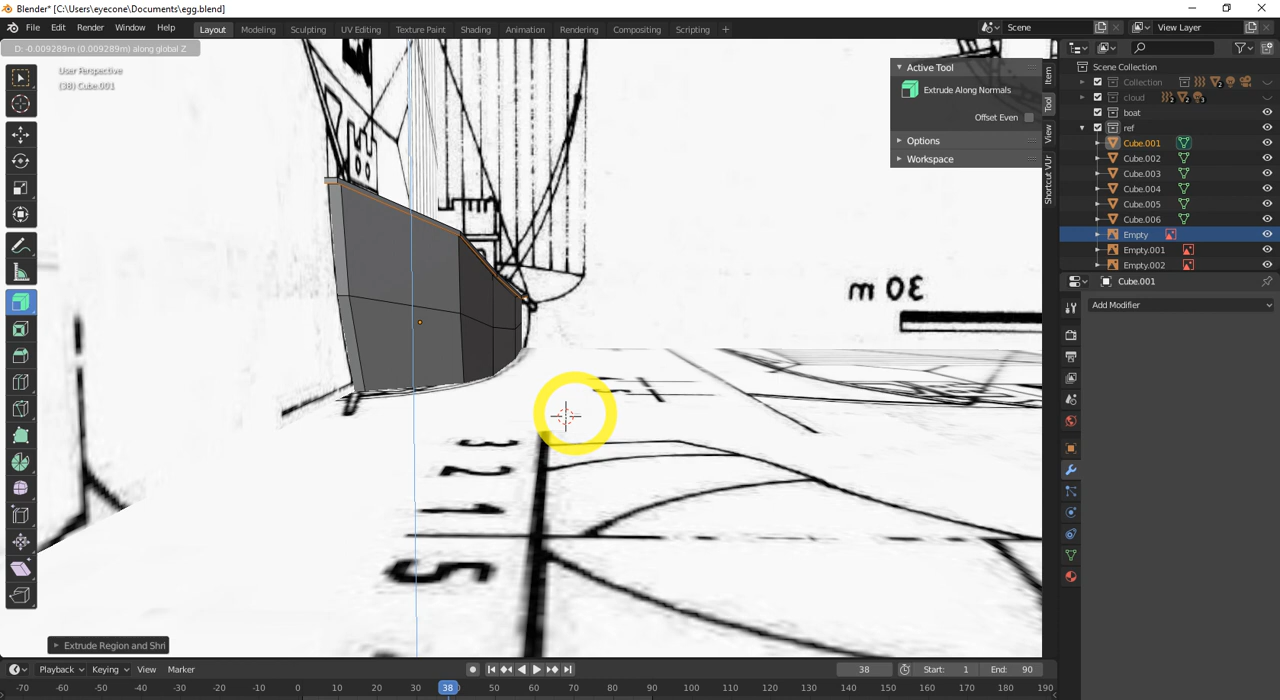 Blender* [C:\Users\eyecone\Documents\egg.blend]
File Edit Render Window Help Layout Modeling Sculpting UV Editing Texture Paint Shading Animation Rendering Compositing Scripting + Scene View Layer
D: -0.009289m (0.009289m) along global Z
User Perspective
(38) Cube.001
Active Tool
Extrude Along Normals
Offset Even
Options
Workspace
Item
Tool
View
Shortcut VUr
Scene Collection
Collection
cloud
boat
ref
Cube.001
Cube.002
Cube.003
Cube.004
Cube.005
Cube.006
Empty
Empty.001
Empty.002
Cube.001
Add Modifier
30 m
3
2
1
5
Extrude Region and Shri
Playback Keying View Marker 38 Start: 1 End: 90
-70 -60 -50 -40 -30 -20 -10 0 10 20 30 38 50 60 70 80 90 100 110 120 130 140 150 160 170 180 190